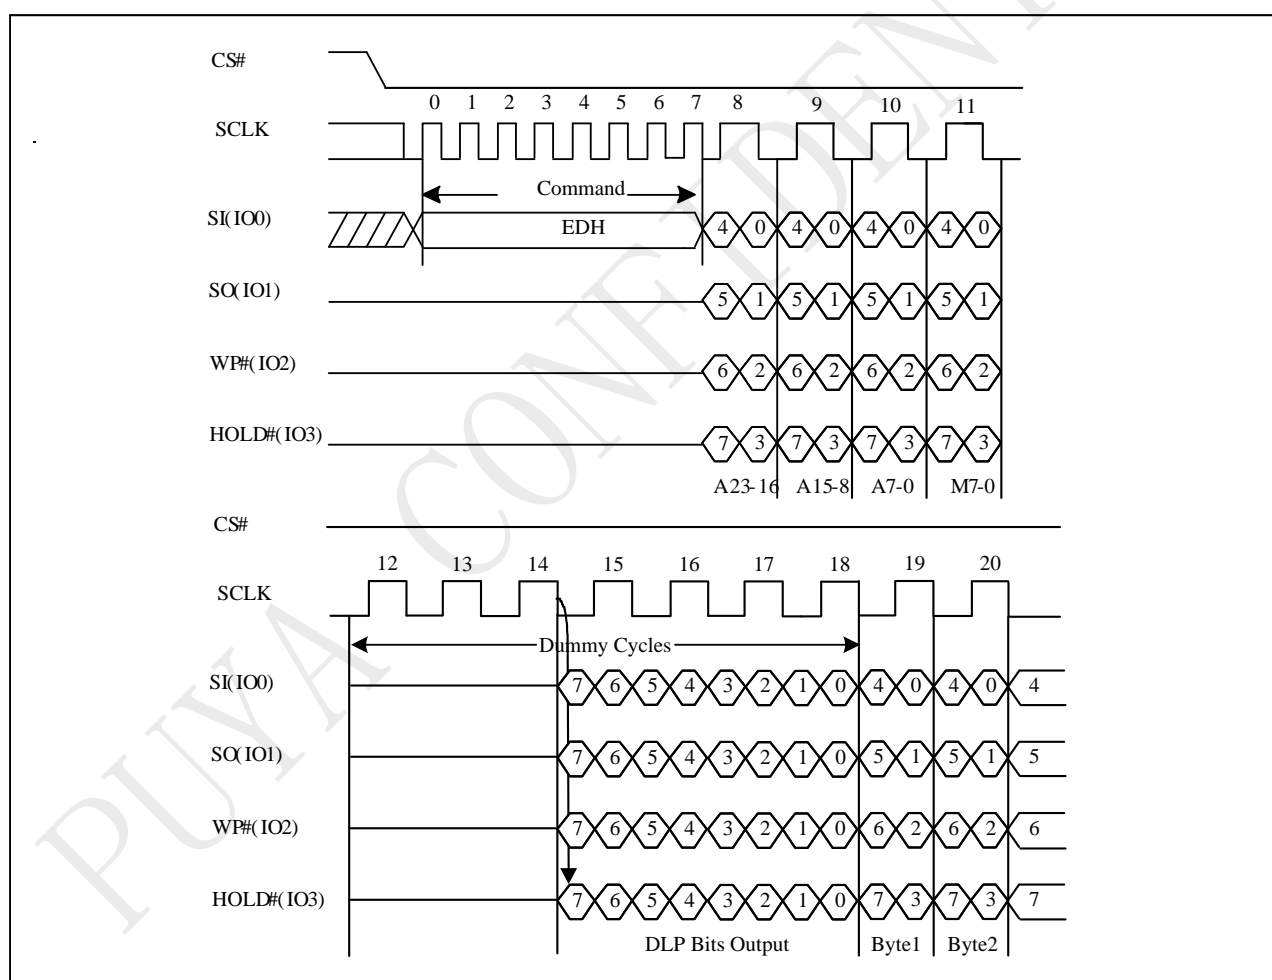 CS#
0 1 2 3 4 5 6 7 8 9 10 11
SCLK
Command
SI(IO0) EDH 4 0 4 0 4 0 4 0
SO(IO1) 5 1 5 1 5 1 5 1
WP#(IO2) 6 2 6 2 6 2 6 2
HOLD#(IO3) 7 3 7 3 7 3 7 3
A23-16 A15-8 A7-0 M7-0
CS#
12 13 14 15 16 17 18 19 20
SCLK
Dummy Cycles
SI(IO0) 7 6 5 4 3 2 1 0 4 0 4 0 4
SO(IO1) 7 6 5 4 3 2 1 0 5 1 5 1 5
WP#(IO2) 7 6 5 4 3 2 1 0 6 2 6 2 6
HOLD#(IO3) 7 6 5 4 3 2 1 0 7 3 7 3 7
DLP Bits Output Byte1 Byte2
PUYA CONFIDENT